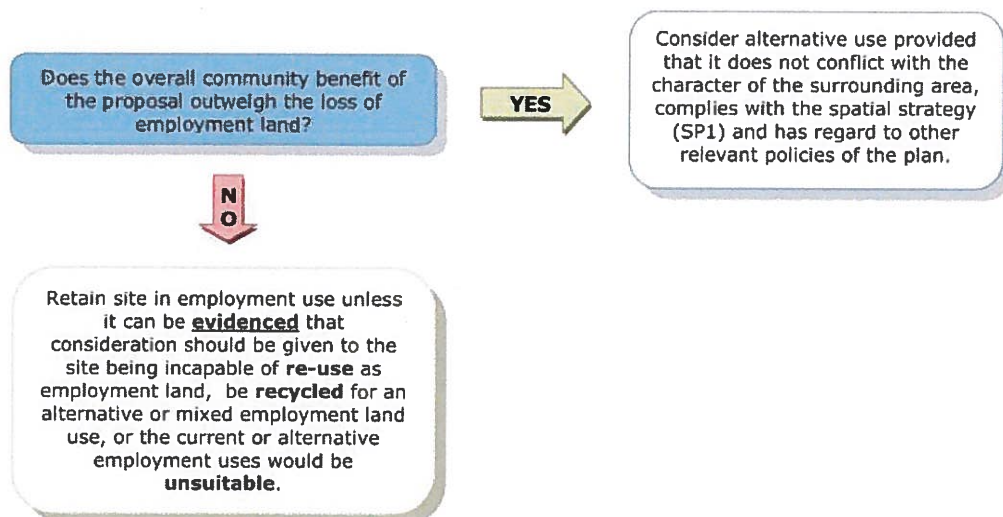 Does the overall community benefit of
the proposal outweigh the loss of
employment land?
YES
Consider alternative use provided
that it does not conflict with the
character of the surrounding area,
complies with the spatial strategy
(SP1) and has regard to other
relevant policies of the plan.
N
O
Retain site in employment use unless
it can be evidenced that
consideration should be given to the
site being incapable of re-use as
employment land, be recycled for an
alternative or mixed employment land
use, or the current or alternative
employment uses would be
unsuitable.